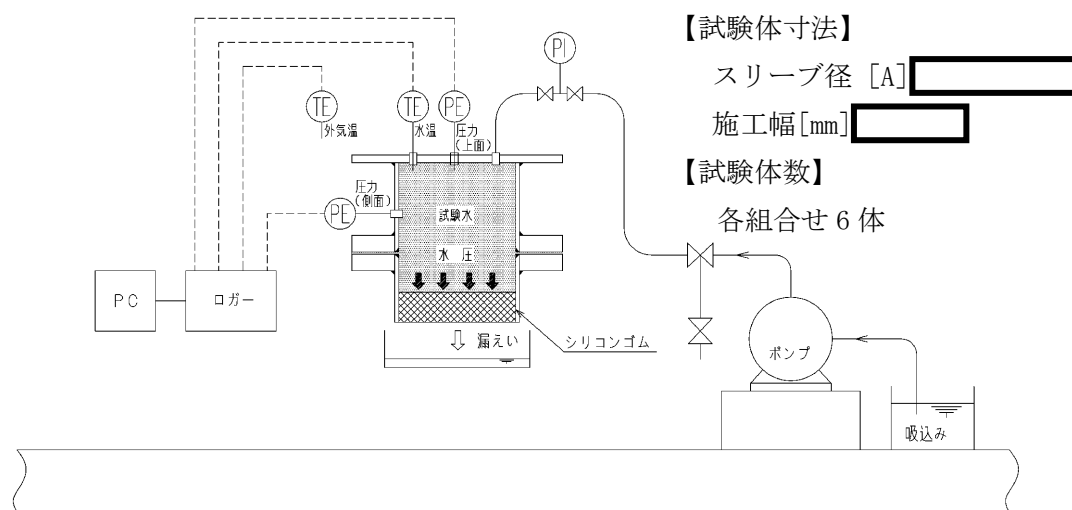 【試験体寸法】
スリーブ径 [A]
施工幅[mm]
【試験体数】
各組合せ 6 体
PI
TE
外気温
TE
水温
PE
圧力
(上面)
圧力
(側面)
PE
試験水
水 圧
PC
ロガー
漏えい
シリコンゴム
ポンプ
吸込み